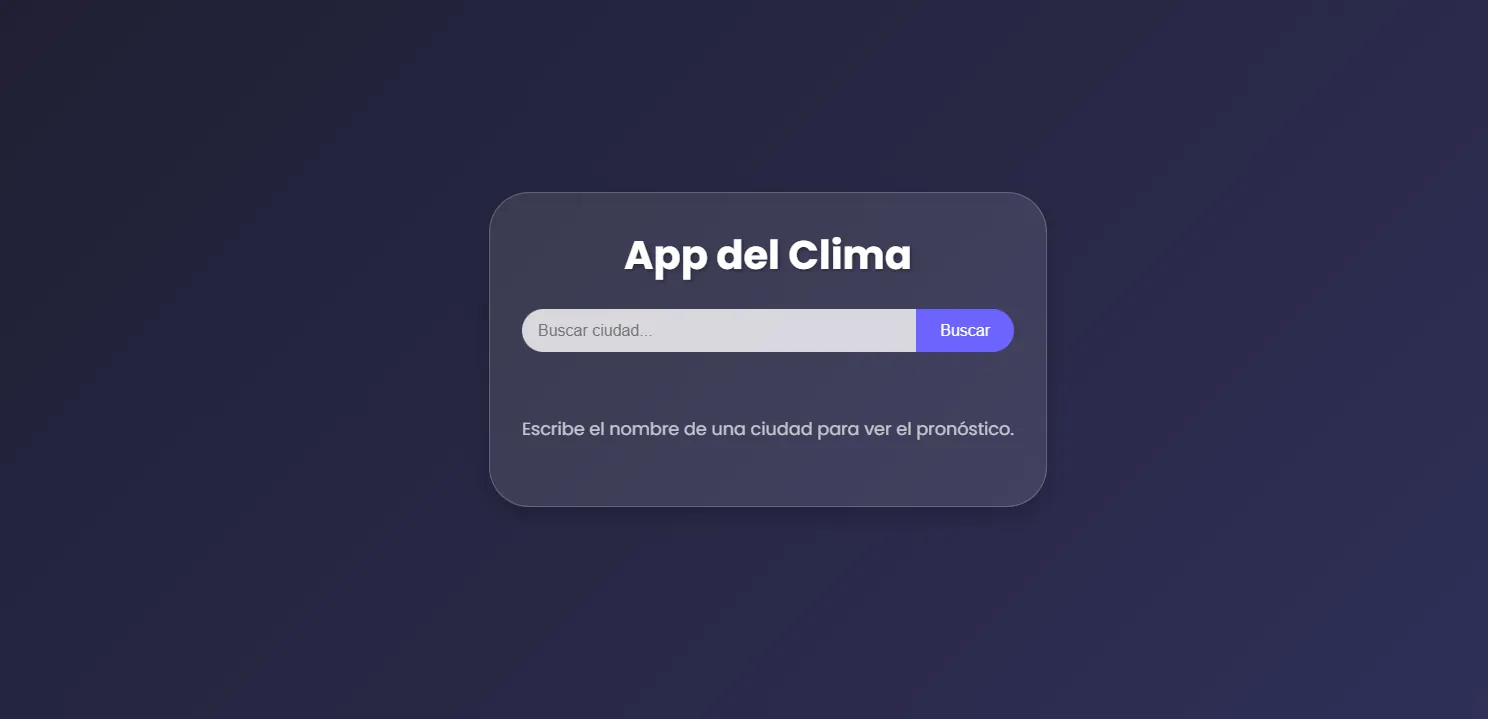 App del Clima
Buscar ciudad...
Buscar
Escribe el nombre de una ciudad para ver el pronóstico.